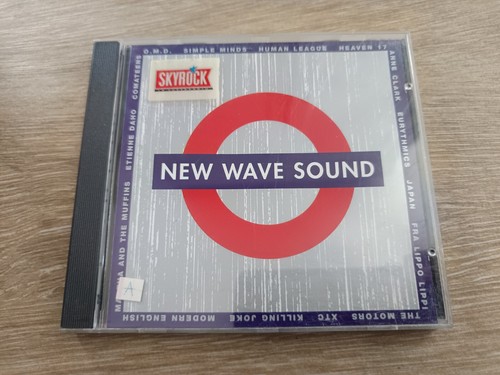 O.M.D. SIMPLE MINDS HUMAN LEAGUE HEAVEN 17
ANNE CLARK EURYTHMICS JAPAN FRA LIPPO LIPPI
THE MOTORS XTC KILLING JOKE MODERN ENGLISH
MARTHA AND THE MUFFINS ETIENNE DAHO COMATEENS
SKYROCK
NEW WAVE SOUND
A